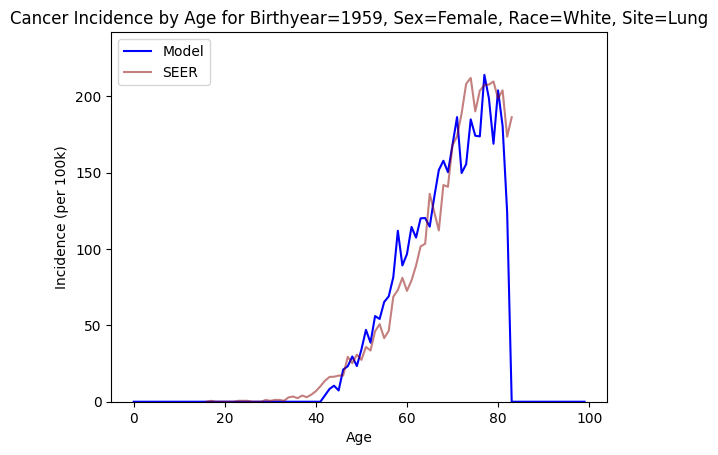 Cancer Incidence by Age for Birthyear=1959, Sex=Female, Race=White, Site=Lung
Model
SEER
Incidence (per 100k)
200
150
100
50
0
0 20 40 60 80 100
Age